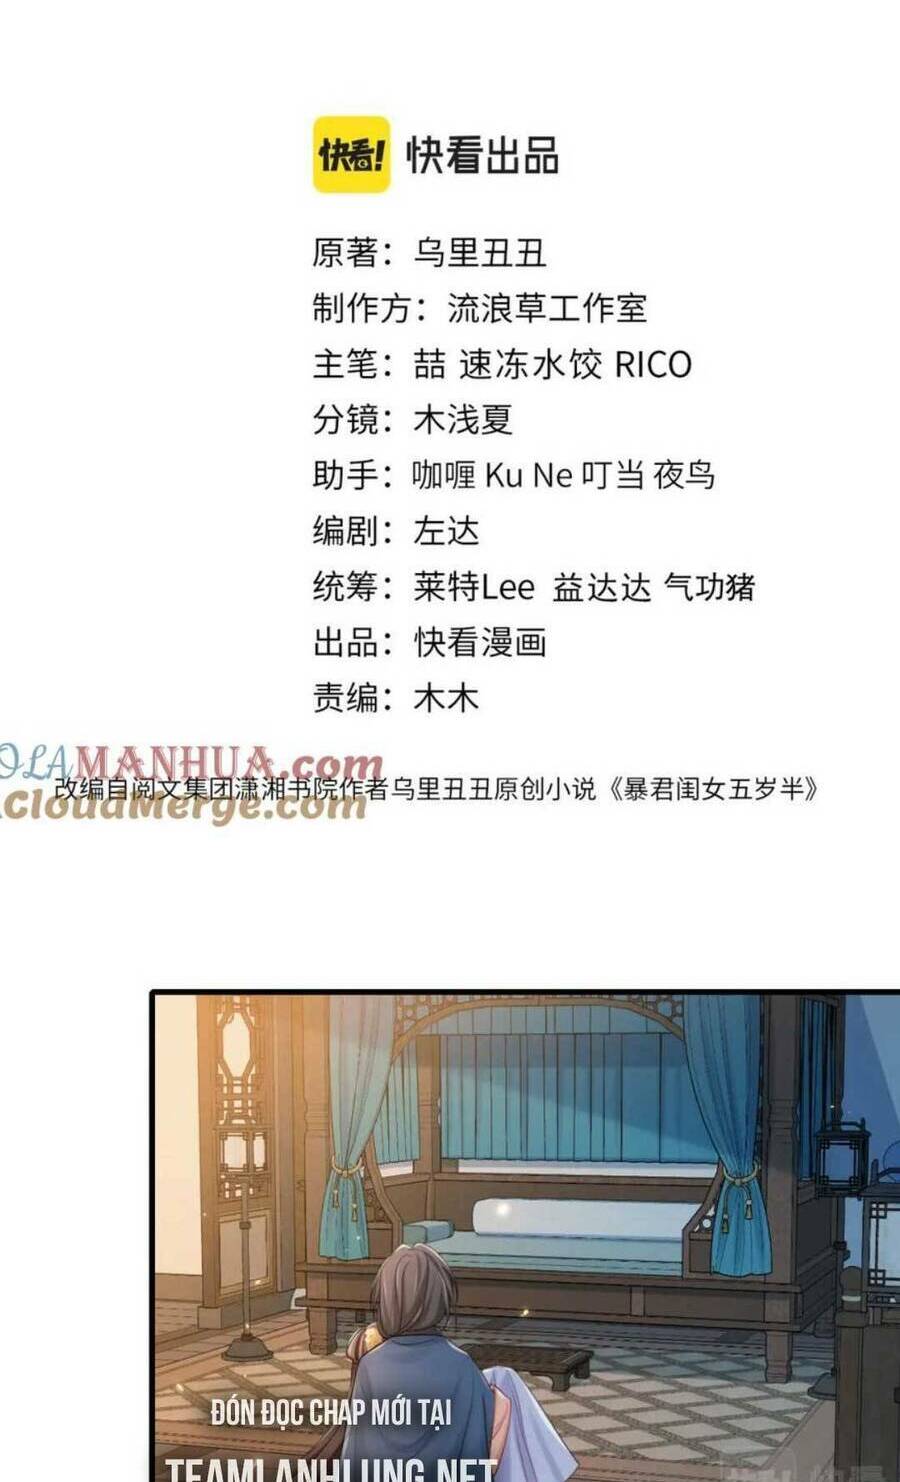 快看! 快看出品
原著：乌里丑丑
制作方：流浪草工作室
主笔：喆 速冻水饺 RICO
分镜：木浅夏
助手：咖喱 Ku Ne 叮当 夜鸟
编剧：左达
统筹：莱特Lee 益达达 气功猪
出品：快看漫画
责编：木木
OLAMANHUA.com
改编自阅文集团潇湘书院作者乌里丑丑原创小说《暴君闺女五岁半》
CloudMerge.com
ĐÓN ĐỌC CHAP MỚI TẠI
TEAMLANHLUNG.NET